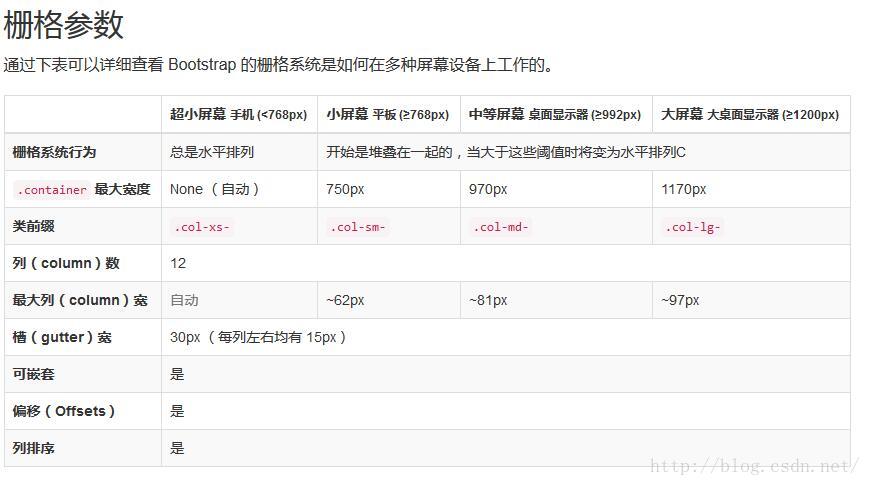 栅格参数
通过下表可以详细查看 Bootstrap 的栅格系统是如何在多种屏幕设备上工作的。
超小屏幕 手机 (<768px) 小屏幕 平板 (≥768px) 中等屏幕 桌面显示器 (≥992px) 大屏幕 大桌面显示器 (≥1200px)
栅格系统行为 总是水平排列 开始是堆叠在一起的，当大于这些阈值时将变为水平排列C
.container 最大宽度 None （自动） 750px 970px 1170px
类前缀 .col-xs- .col-sm- .col-md- .col-lg-
列（column）数 12
最大列（column）宽 自动 ~62px ~81px ~97px
槽（gutter）宽 30px （每列左右均有 15px）
可嵌套 是
偏移（Offsets） 是
列排序 是
http://blog.csdn.net/